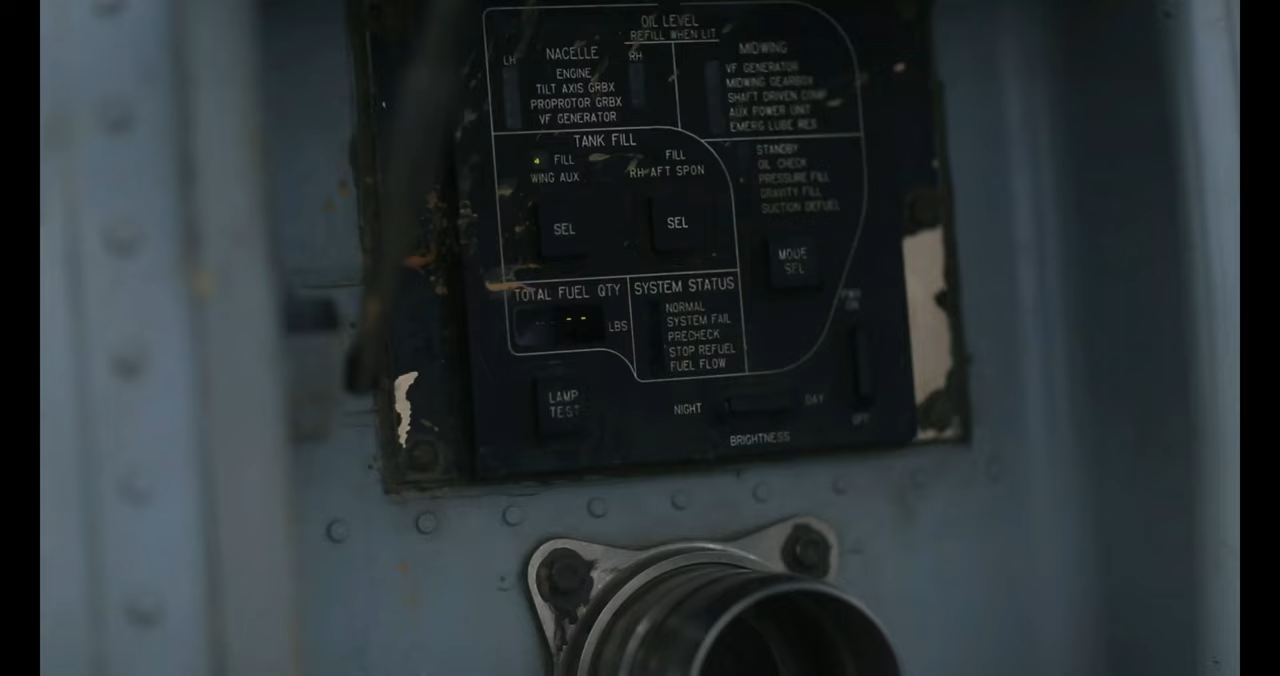 OIL LEVEL
REFILL WHEN LIT
LH
NACELLE
RH
ENGINE
TILT AXIS GRBX
PROPROTOR GRBX
VF GENERATOR
MIDWING
VF GENERATOR
MIDWING GEARBOX
SHAFT DRIVEN COMP
AUX POWER UNIT
EMERG LUBE RES
TANK FILL
FILL
WING AUX
FILL
RH AFT SPON
SEL
SEL
STANDBY
OIL CHECK
PRESSURE FILL
GRAVITY FILL
SUCTION DEFUEL
MODE
SEL
TOTAL FUEL QTY
LBS
SYSTEM STATUS
NORMAL
SYSTEM FAIL
PRECHECK
STOP REFUEL
FUEL FLOW
PWR
ON
OFF
LAMP
TEST
NIGHT
DAY
BRIGHTNESS